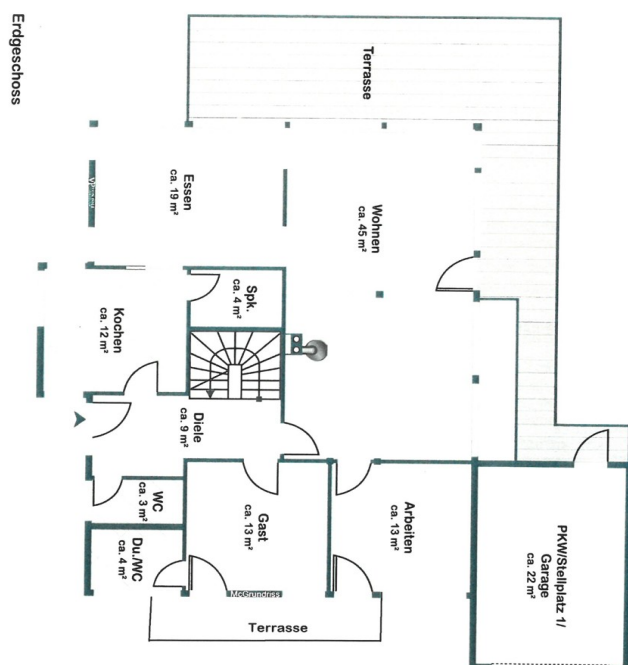 Erdgeschoss
Terrasse
Essen
ca. 19 m²
Wohnen
ca. 45 m²
Spk.
ca. 4 m²
Kochen
ca. 12 m²
Diele
ca. 9 m²
WC
ca. 3 m²
Du./WC
ca. 4 m²
Gast
ca. 13 m²
Arbeiten
ca. 13 m²
PKW/Stellplatz 1/
Garage
ca. 22 m²
McGrundriss
Terrasse